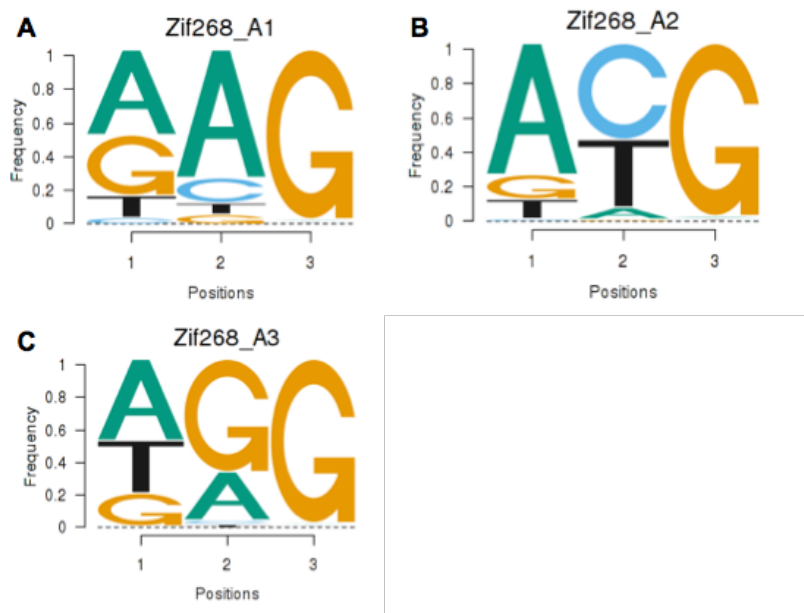 A
Zif268_A1
Frequency
1
0.8
0.6
0.4
0.2
0
A
G
T
C
A
C
T
G
G
1 2 3
Positions
B
Zif268_A2
Frequency
1
0.8
0.6
0.4
0.2
0
A
G
T
C
T
A
G
1 2 3
Positions
C
Zif268_A3
Frequency
1
0.8
0.6
0.4
0.2
0
A
T
G
G
A
G
1 2 3
Positions